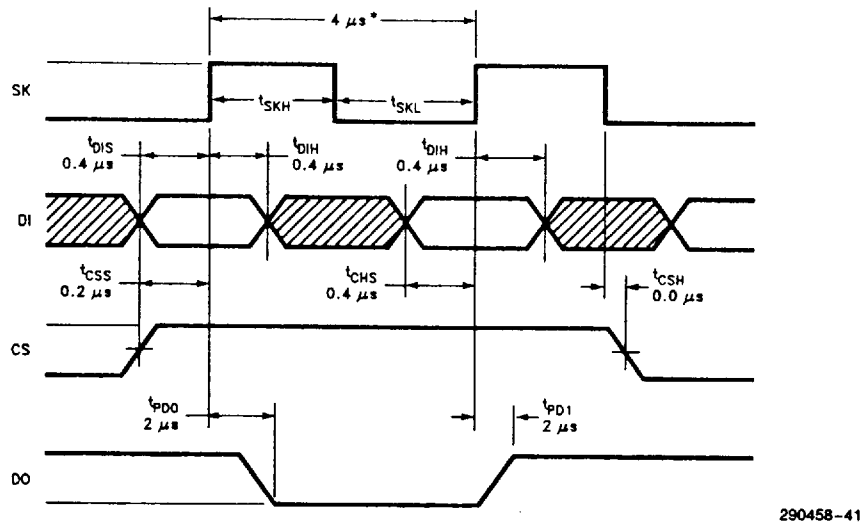 4 μs*
SK
tSKH
tSKL
tDIS
0.4 μs
tDIH
0.4 μs
tDIH
0.4 μs
DI
tCSS
0.2 μs
tCHS
0.4 μs
tCSH
0.0 μs
CS
tPD0
2 μs
tPD1
2 μs
DO
290458-41